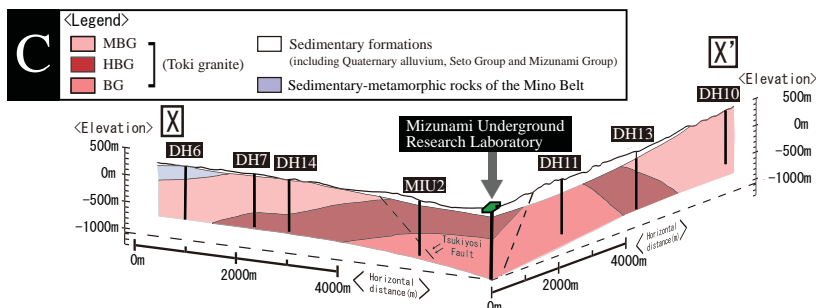 C
<Legend>
MBG
HBG
BG
(Toki granite)
Sedimentary formations
(including Quaternary alluvium, Seto Group and Mizunami Group)
Sedimentary-metamorphic rocks of the Mino Belt
X
X'
<Elevation>
500m
0m
-500m
-1000m
DH6
DH7
DH14
MIU2
Mizunami Underground
Research Laboratory
DH11
DH13
DH10
<Elevation>
500m
0m
-500m
-1000m
Tsukiyosi
Fault
0m
2000m
4000m
<Horizontal
distance(m)>
0m
2000m
4000m
<Horizontal
distance(m)>